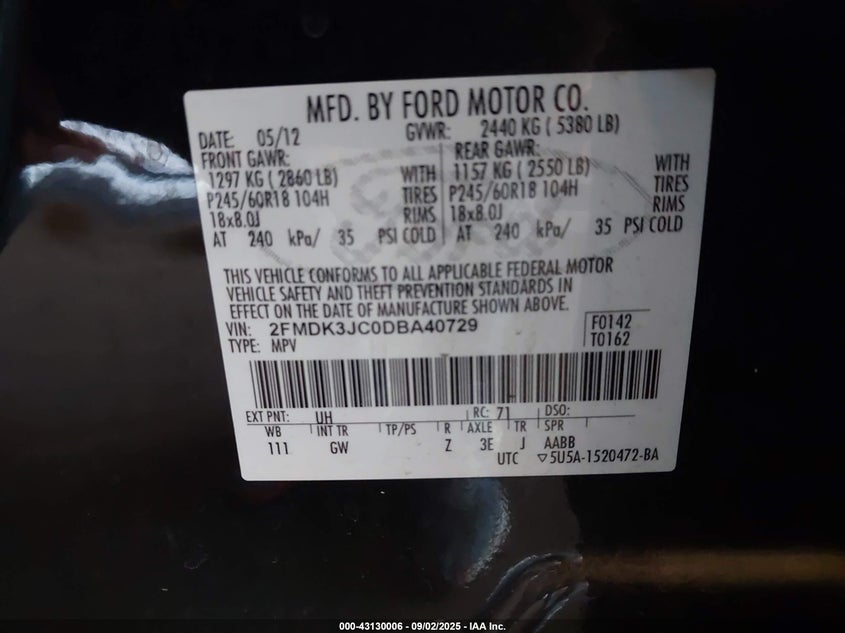 MFD. BY FORD MOTOR CO.
DATE: 05/12 GVWR: 2440 KG ( 5380 LB)
FRONT GAWR: REAR GAWR:
1297 KG ( 2860 LB) WITH 1157 KG ( 2550 LB) WITH
P245/60R18 104H TIRES P245/60R18 104H TIRES
18x8.0J RIMS 18x8.0J RIMS
AT 240 kPa/ 35 PSI COLD AT 240 kPa/ 35 PSI COLD
THIS VEHICLE CONFORMS TO ALL APPLICABLE FEDERAL MOTOR
VEHICLE SAFETY AND THEFT PREVENTION STANDARDS IN
EFFECT ON THE DATE OF MANUFACTURE SHOWN ABOVE.
VIN: 2FMDK3JC0DBA40729 F0142
TYPE: MPV T0162
EXT PNT: UH RC: 71 DSO:
WB INT TR TP/PS R AXLE TR SPR
111 GW Z 3E J AABB
UTC ▽5U5A-1520472-BA
000-43130006 - 09/02/2025 - IAA Inc.